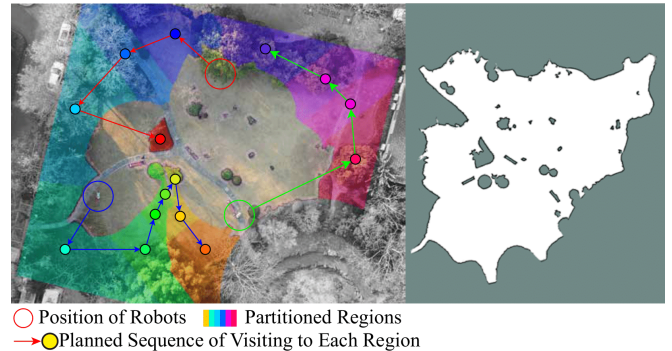 Position of Robots Partitioned Regions
Planned Sequence of Visiting to Each Region